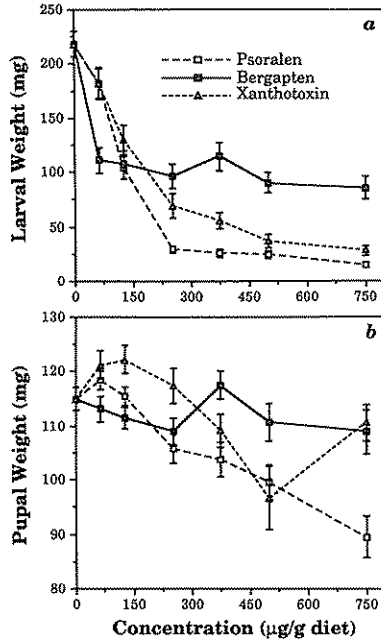 a
250
200
150
100
50
0
Larval Weight (mg)
Psoralen
Bergapten
Xanthotoxin
0 150 300 450 600 750
b
130
120
110
100
90
80
Pupal Weight (mg)
0 150 300 450 600 750
Concentration (µg/g diet)